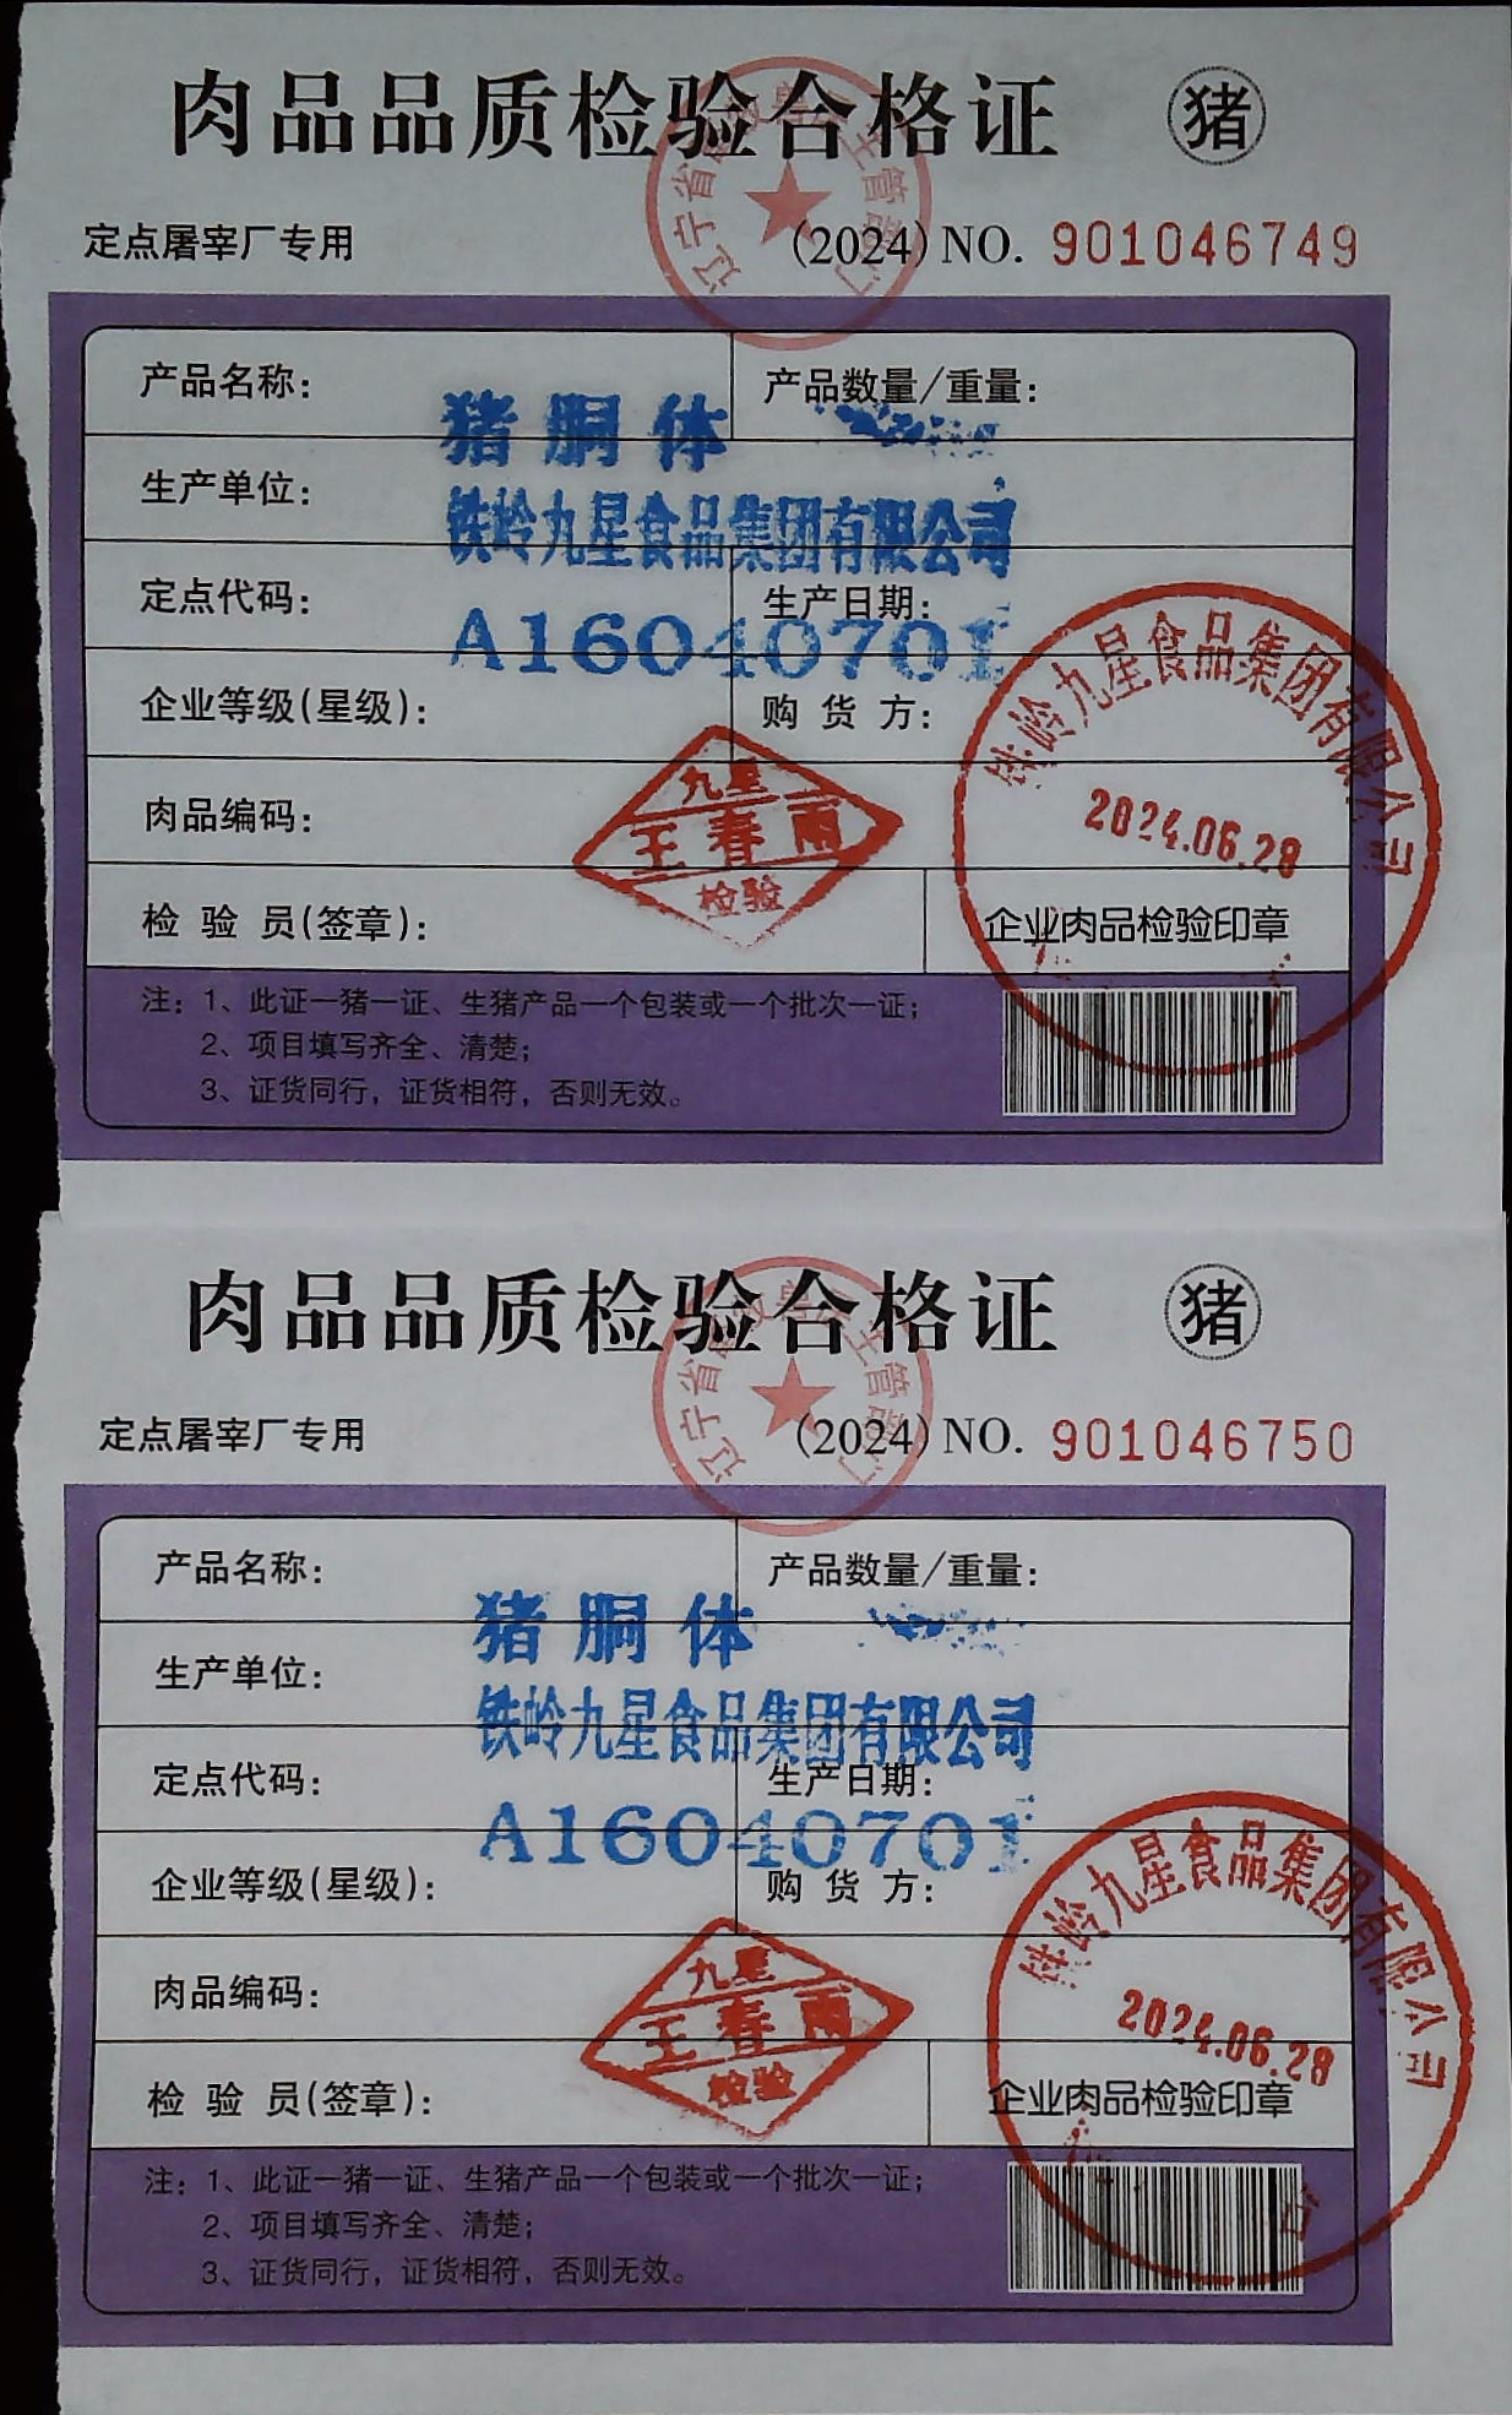 肉品品质检验合格证 猪
定点屠宰厂专用 (2024) NO. 901046749
产品名称： 猪胴体 产品数量/重量：
生产单位： 铁岭九星食品集团有限公司
定点代码： A16040701 生产日期：
企业等级(星级)： 购货方：
肉品编码：
检验员(签章)：
九星
王春雨
检验
铁岭九星食品集团有限公司
2024.06.28
企业肉品检验印章
注：1、此证一猪一证、生猪产品一个包装或一个批次一证；
2、项目填写齐全、清楚；
3、证货同行，证货相符，否则无效。
肉品品质检验合格证 猪
定点屠宰厂专用 (2024) NO. 901046750
产品名称： 猪胴体 产品数量/重量：
生产单位： 铁岭九星食品集团有限公司
定点代码： A16040701 生产日期：
企业等级(星级)： 购货方：
肉品编码：
检验员(签章)：
九星
王春雨
检验
铁岭九星食品集团有限公司
2024.06.28
企业肉品检验印章
注：1、此证一猪一证、生猪产品一个包装或一个批次一证；
2、项目填写齐全、清楚；
3、证货同行，证货相符，否则无效。